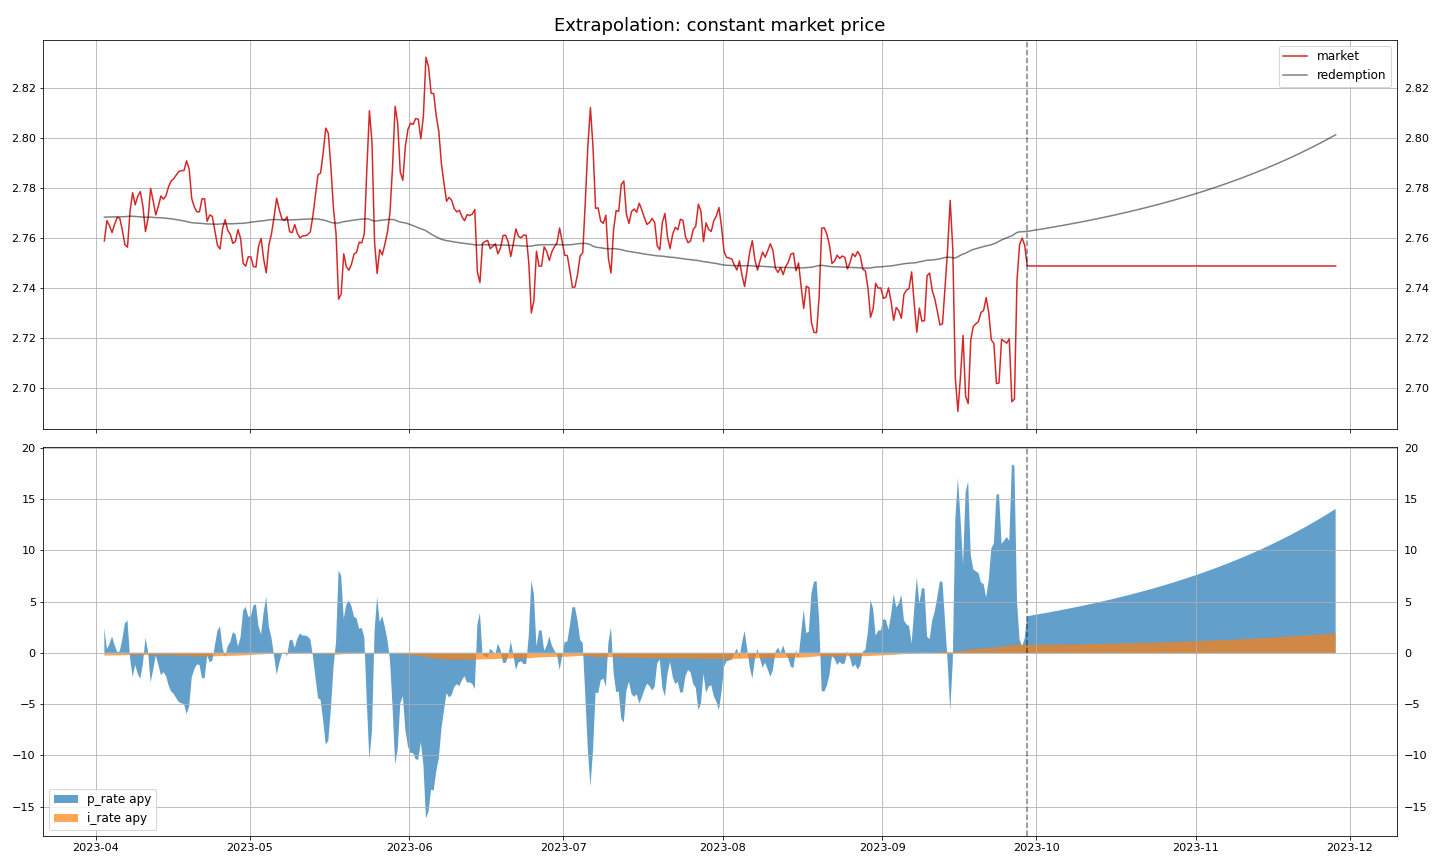 Extrapolation: constant market price
market
redemption
2.82 2.82
2.80 2.80
2.78 2.78
2.76 2.76
2.74 2.74
2.72 2.72
2.70 2.70
20 20
15 15
10 10
5 5
0 0
−5 −5
−10 −10
−15 −15
p_rate apy
i_rate apy
2023-04 2023-05 2023-06 2023-07 2023-08 2023-09 2023-10 2023-11 2023-12